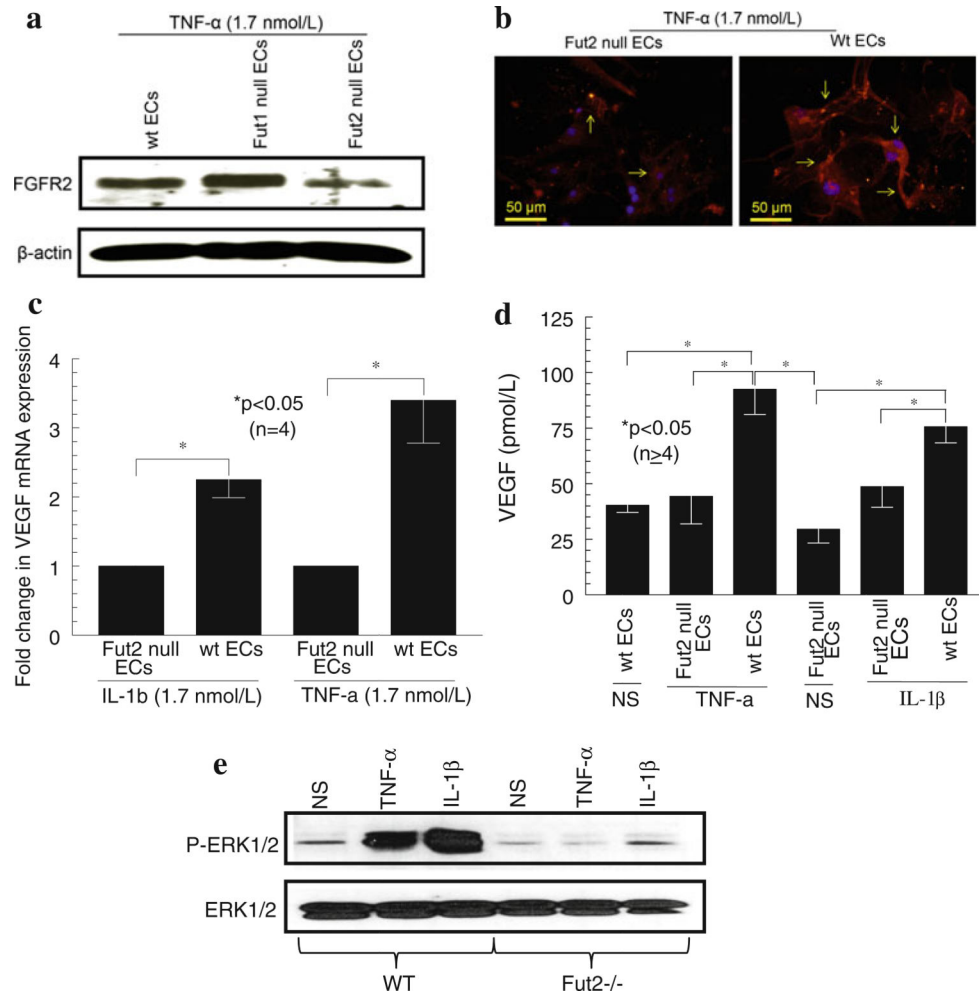 a
TNF-α (1.7 nmol/L)
wt ECs
Fut1 null ECs
Fut2 null ECs
FGFR2
β-actin
b
TNF-α (1.7 nmol/L)
Fut2 null ECs
Wt ECs
50 μm
50 μm
c
Fold change in VEGF mRNA expression
4
3
2
1
0
*
*
*p<0.05
(n=4)
Fut2 null
ECs
wt ECs
Fut2 null
ECs
wt ECs
IL-1b (1.7 nmol/L)
TNF-a (1.7 nmol/L)
d
VEGF (pmol/L)
125
100
75
50
25
0
*
*
*
*
*
*p<0.05
(n≥4)
wt ECs
Fut2 null
ECs
wt ECs
Fut2 null
ECs
Fut2 null
ECs
wt ECs
NS
TNF-a
NS
IL-1β
e
NS
TNF-α
IL-1β
NS
TNF-α
IL-1β
P-ERK1/2
ERK1/2
WT
Fut2-/-